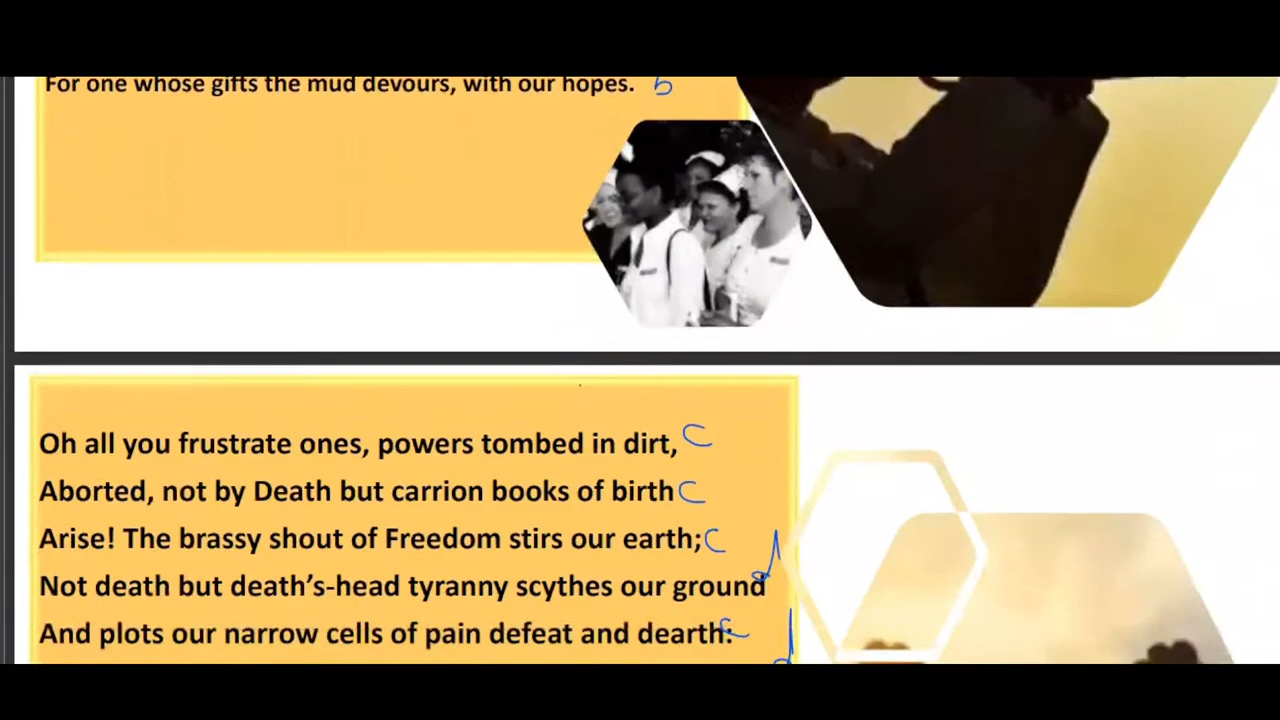 For one whose gifts the mud devours, with our hopes. b
Oh all you frustrate ones, powers tombed in dirt, C
Aborted, not by Death but carrion books of birth C
Arise! The brassy shout of Freedom stirs our earth; C
Not death but death's-head tyranny scythes our ground d
And plots our narrow cells of pain defeat and dearth: c
d